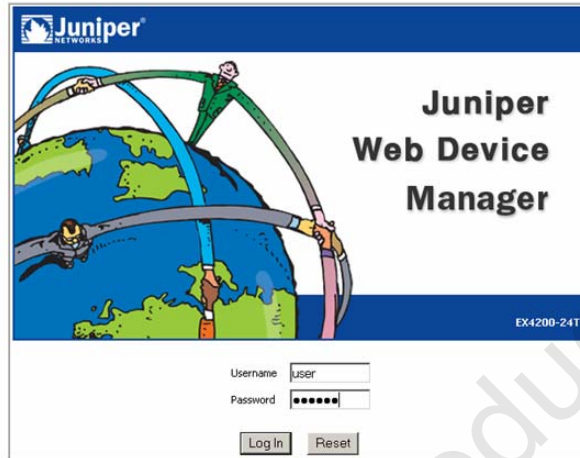 Juniper®
NETWORKS
Juniper
Web Device
Manager
EX4200-24T
Username user
Password ●●●●●●
Log In Reset